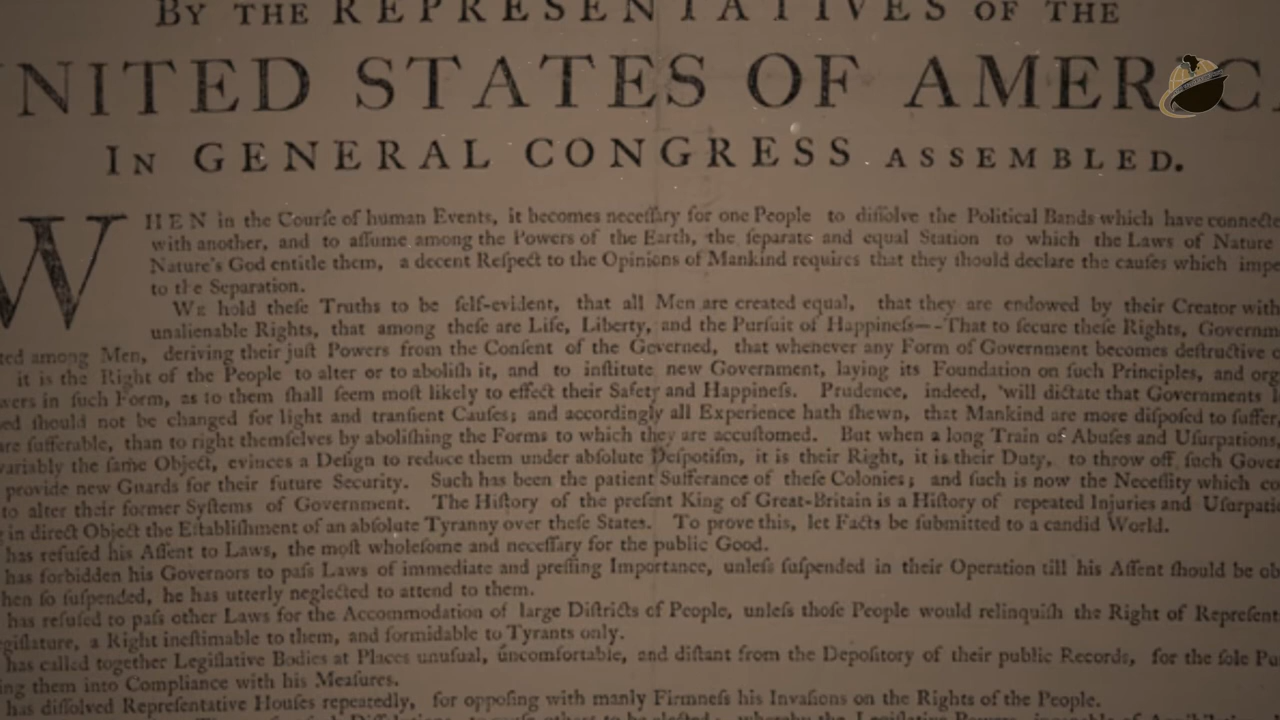 BY THE REPRESENTATIVES OF THE
NITED STATES OF AMERIC
IN GENERAL CONGRESS ASSEMBLED.
WHEN in the Courſe of human Events, it becomes neceſſary for one People to diſſolve the Political Bands which have connecte
with another, and to aſſume among the Powers of the Earth, the ſeparate and equal Station to which the Laws of Nature
Nature's God entitle them, a decent Reſpect to the Opinions of Mankind requires that they ſhould declare the cauſes which impe
to the Separation.
WE hold theſe Truths to be ſelf-evident, that all Men are created equal, that they are endowed by their Creator with
unalienable Rights, that among theſe are Life, Liberty, and the Purſuit of Happineſs---That to ſecure theſe Rights, Governm
ted among Men, deriving their juſt Powers from the Conſent of the Governed, that whenever any Form of Government becomes deſtructive o
it is the Right of the People to alter or to aboliſh it, and to inſtitute new Government, laying its Foundation on ſuch Principles, and org
wers in ſuch Form, as to them ſhall ſeem moſt likely to effect their Safety and Happineſs. Prudence, indeed, will dictate that Governments l
ed ſhould not be changed for light and tranſient Cauſes; and accordingly all Experience hath ſhewn, that Mankind are more diſpoſed to ſuffer,
are ſufferable, than to right themſelves by aboliſhing the Forms to which they are accuſtomed. But when a long Train of Abuſes and Uſurpations,
variably the ſame Object, evinces a Deſign to reduce them under abſolute Deſpotiſm, it is their Right, it is their Duty, to throw off ſuch Gover
provide new Guards for their future Security. Such has been the patient Sufferance of theſe Colonies; and ſuch is now the Neceſſity which co
to alter their former Syſtems of Government. The Hiſtory of the preſent King of Great-Britain is a Hiſtory of repeated Injuries and Uſurpatio
in direct Object the Eſtabliſhment of an abſolute Tyranny over theſe States. To prove this, let Facts be ſubmitted to a candid World.
has refuſed his Aſſent to Laws, the moſt wholeſome and neceſſary for the public Good.
has forbidden his Governors to paſs Laws of immediate and preſſing Importance, unleſs ſuſpended in their Operation till his Aſſent ſhould be ob
hen ſo ſuſpended, he has utterly neglected to attend to them.
has refuſed to paſs other Laws for the Accommodation of large Diſtricts of People, unleſs thoſe People would relinquiſh the Right of Repreſent
giſlature, a Right ineſtimable to them, and formidable to Tyrants only.
has called together Legiſlative Bodies at Places unuſual, uncomfortable, and diſtant from the Depoſitory of their public Records, for the ſole Pu
ing them into Compliance with his Meaſures.
has diſſolved Repreſentative Houſes repeatedly, for oppoſing with manly Firmneſs his Invaſions on the Rights of the People.